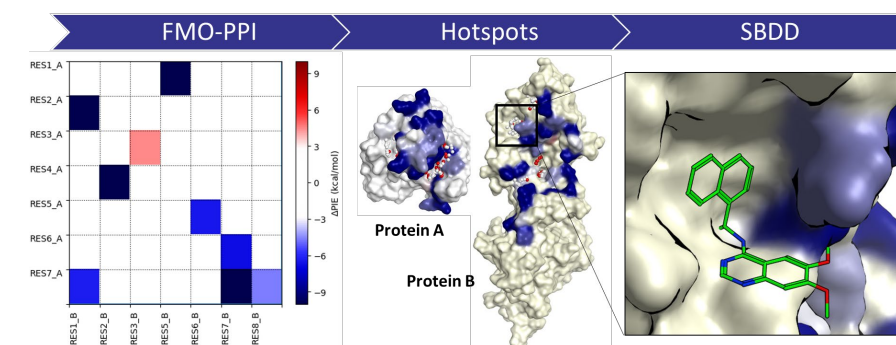 FMO-PPI
Hotspots
SBDD
RES1_A
RES2_A
RES3_A
RES4_A
RES5_A
RES6_A
RES7_A
RES1_B
RES2_B
RES3_B
RES5_B
RES6_B
RES7_B
RES8_B
9
6
3
0
−3
−6
−9
ΔPIE (kcal/mol)
Protein A
Protein B